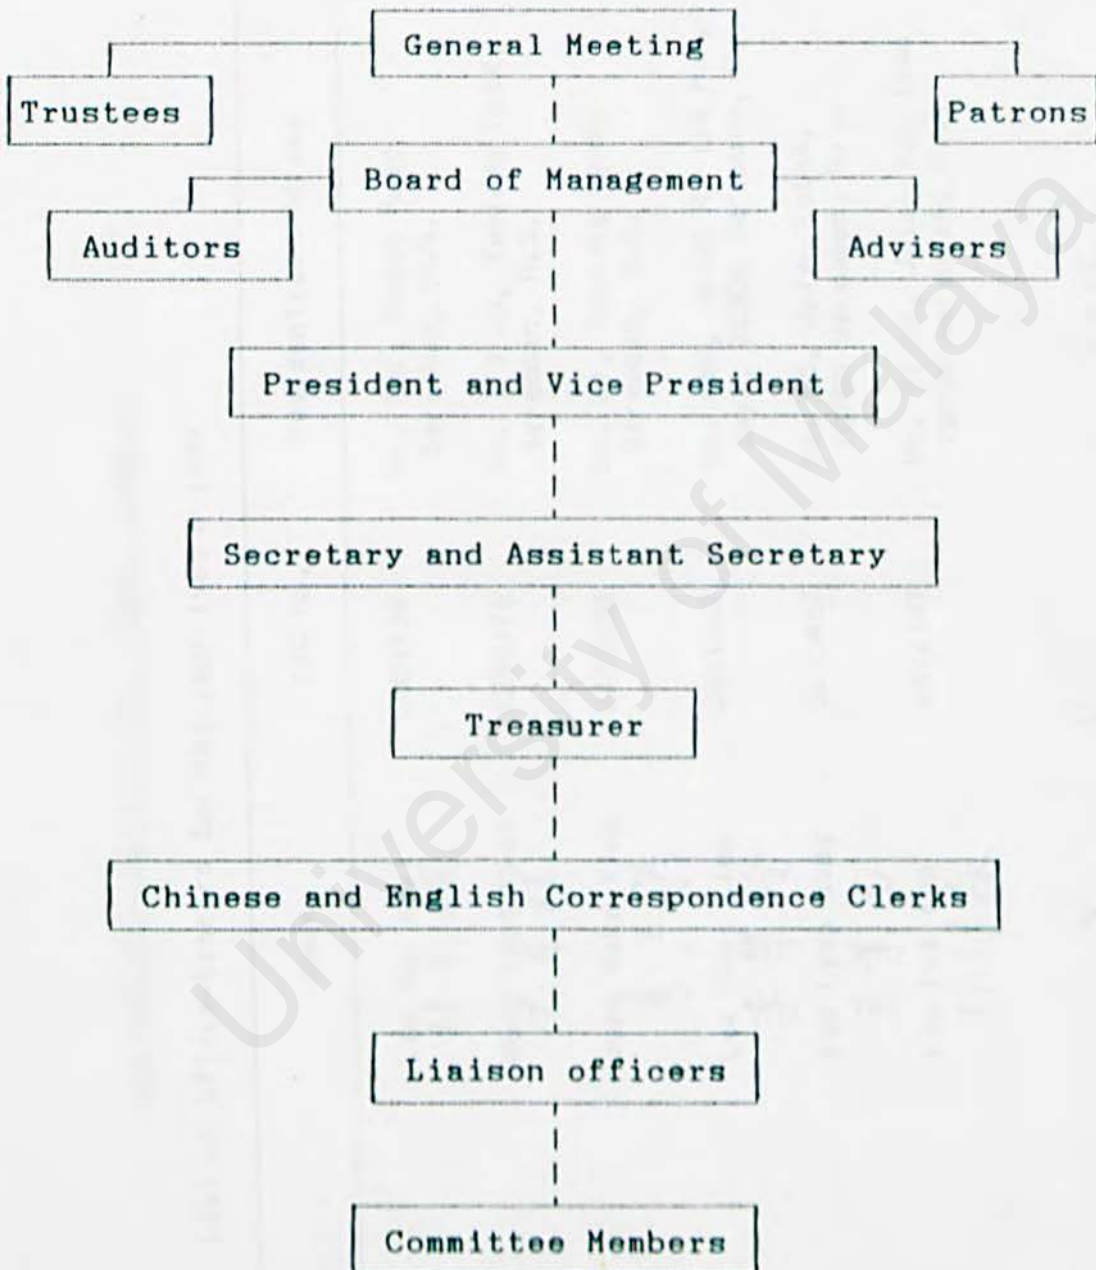 General Meeting
Trustees
Patrons
Board of Management
Auditors
Advisers
President and Vice President
Secretary and Assistant Secretary
Treasurer
Chinese and English Correspondence Clerks
Liaison officers
Committee Members
University of Malaya